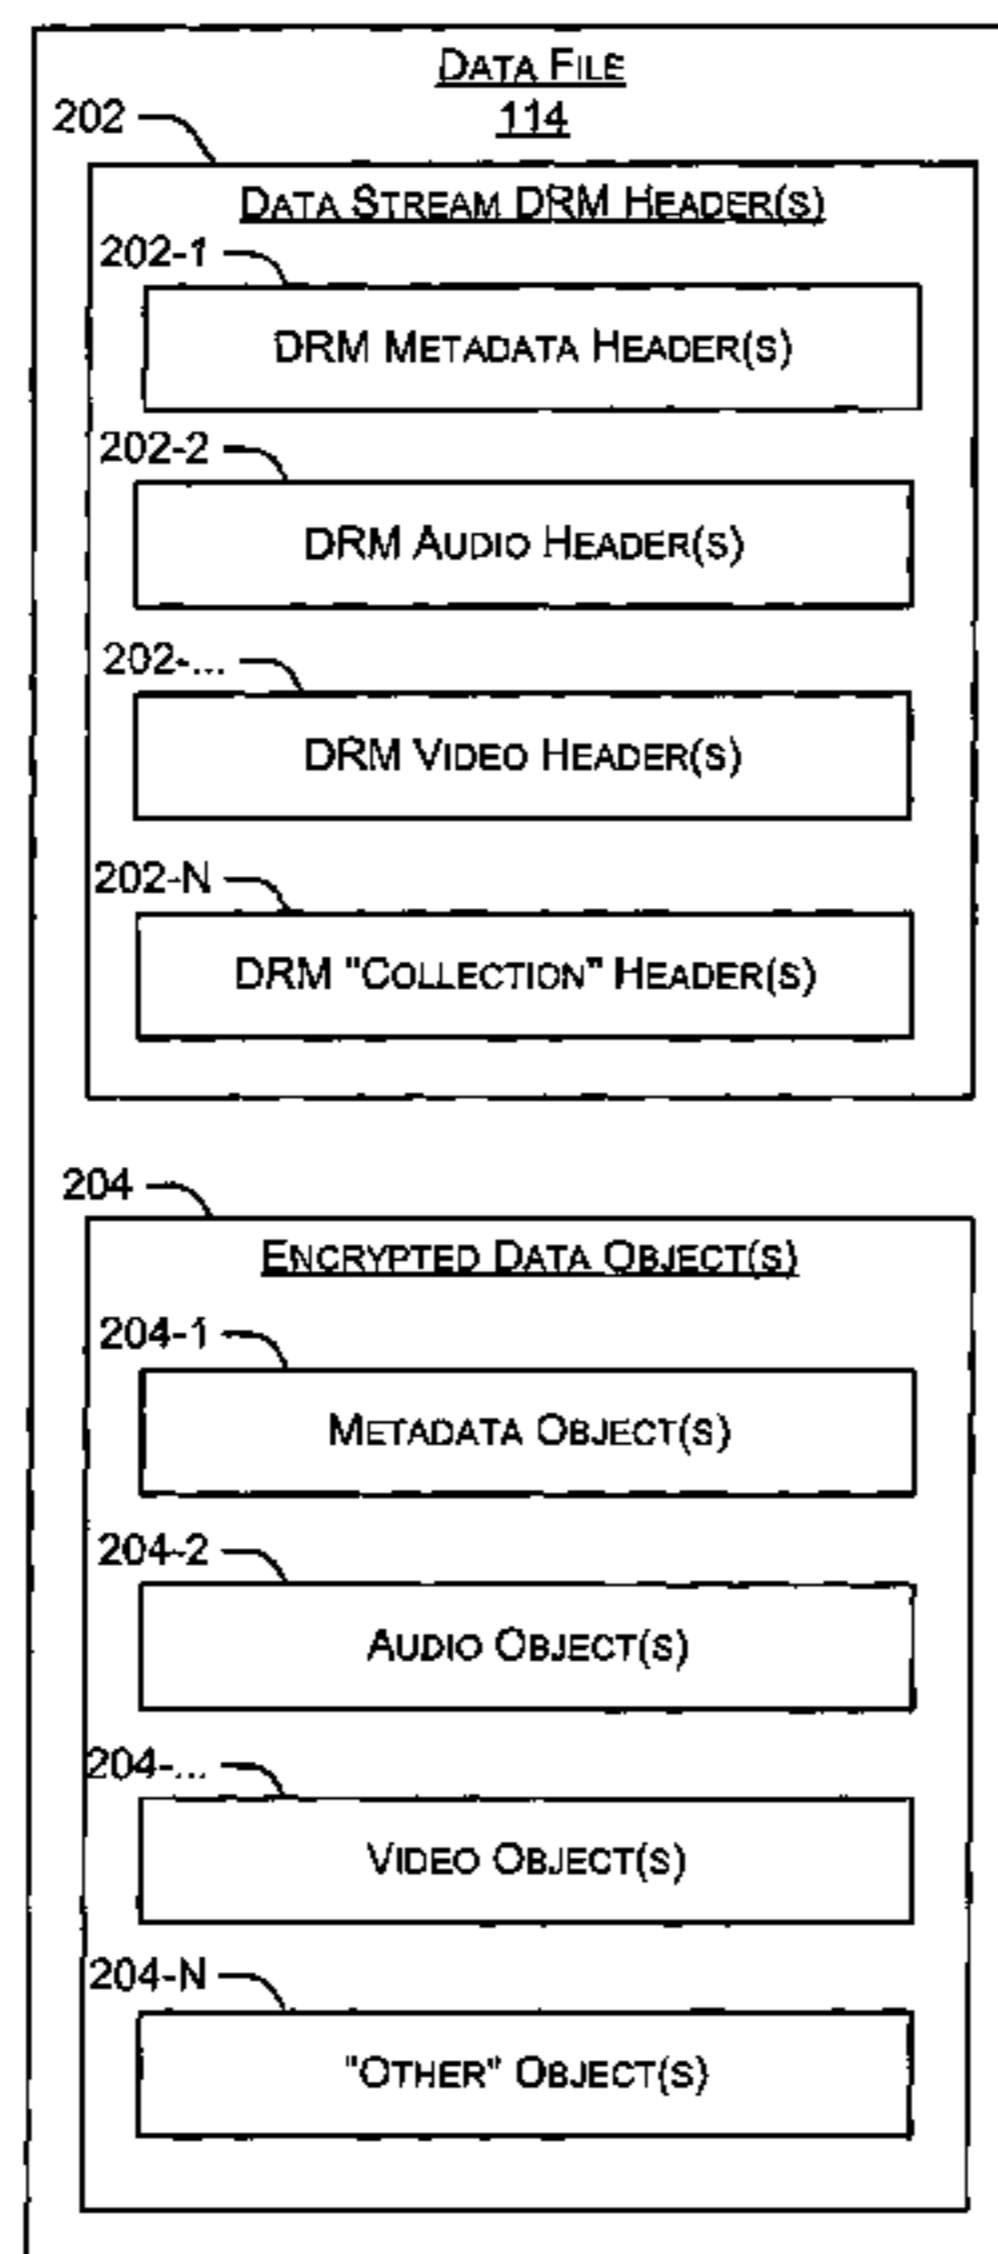 DATA FILE
114
202
DATA STREAM DRM HEADER(S)
202-1
DRM METADATA HEADER(S)
202-2
DRM AUDIO HEADER(S)
202-...
DRM VIDEO HEADER(S)
202-N
DRM "COLLECTION" HEADER(S)
204
ENCRYPTED DATA OBJECT(S)
204-1
METADATA OBJECT(S)
204-2
AUDIO OBJECT(S)
204-...
VIDEO OBJECT(S)
204-N
"OTHER" OBJECT(S)